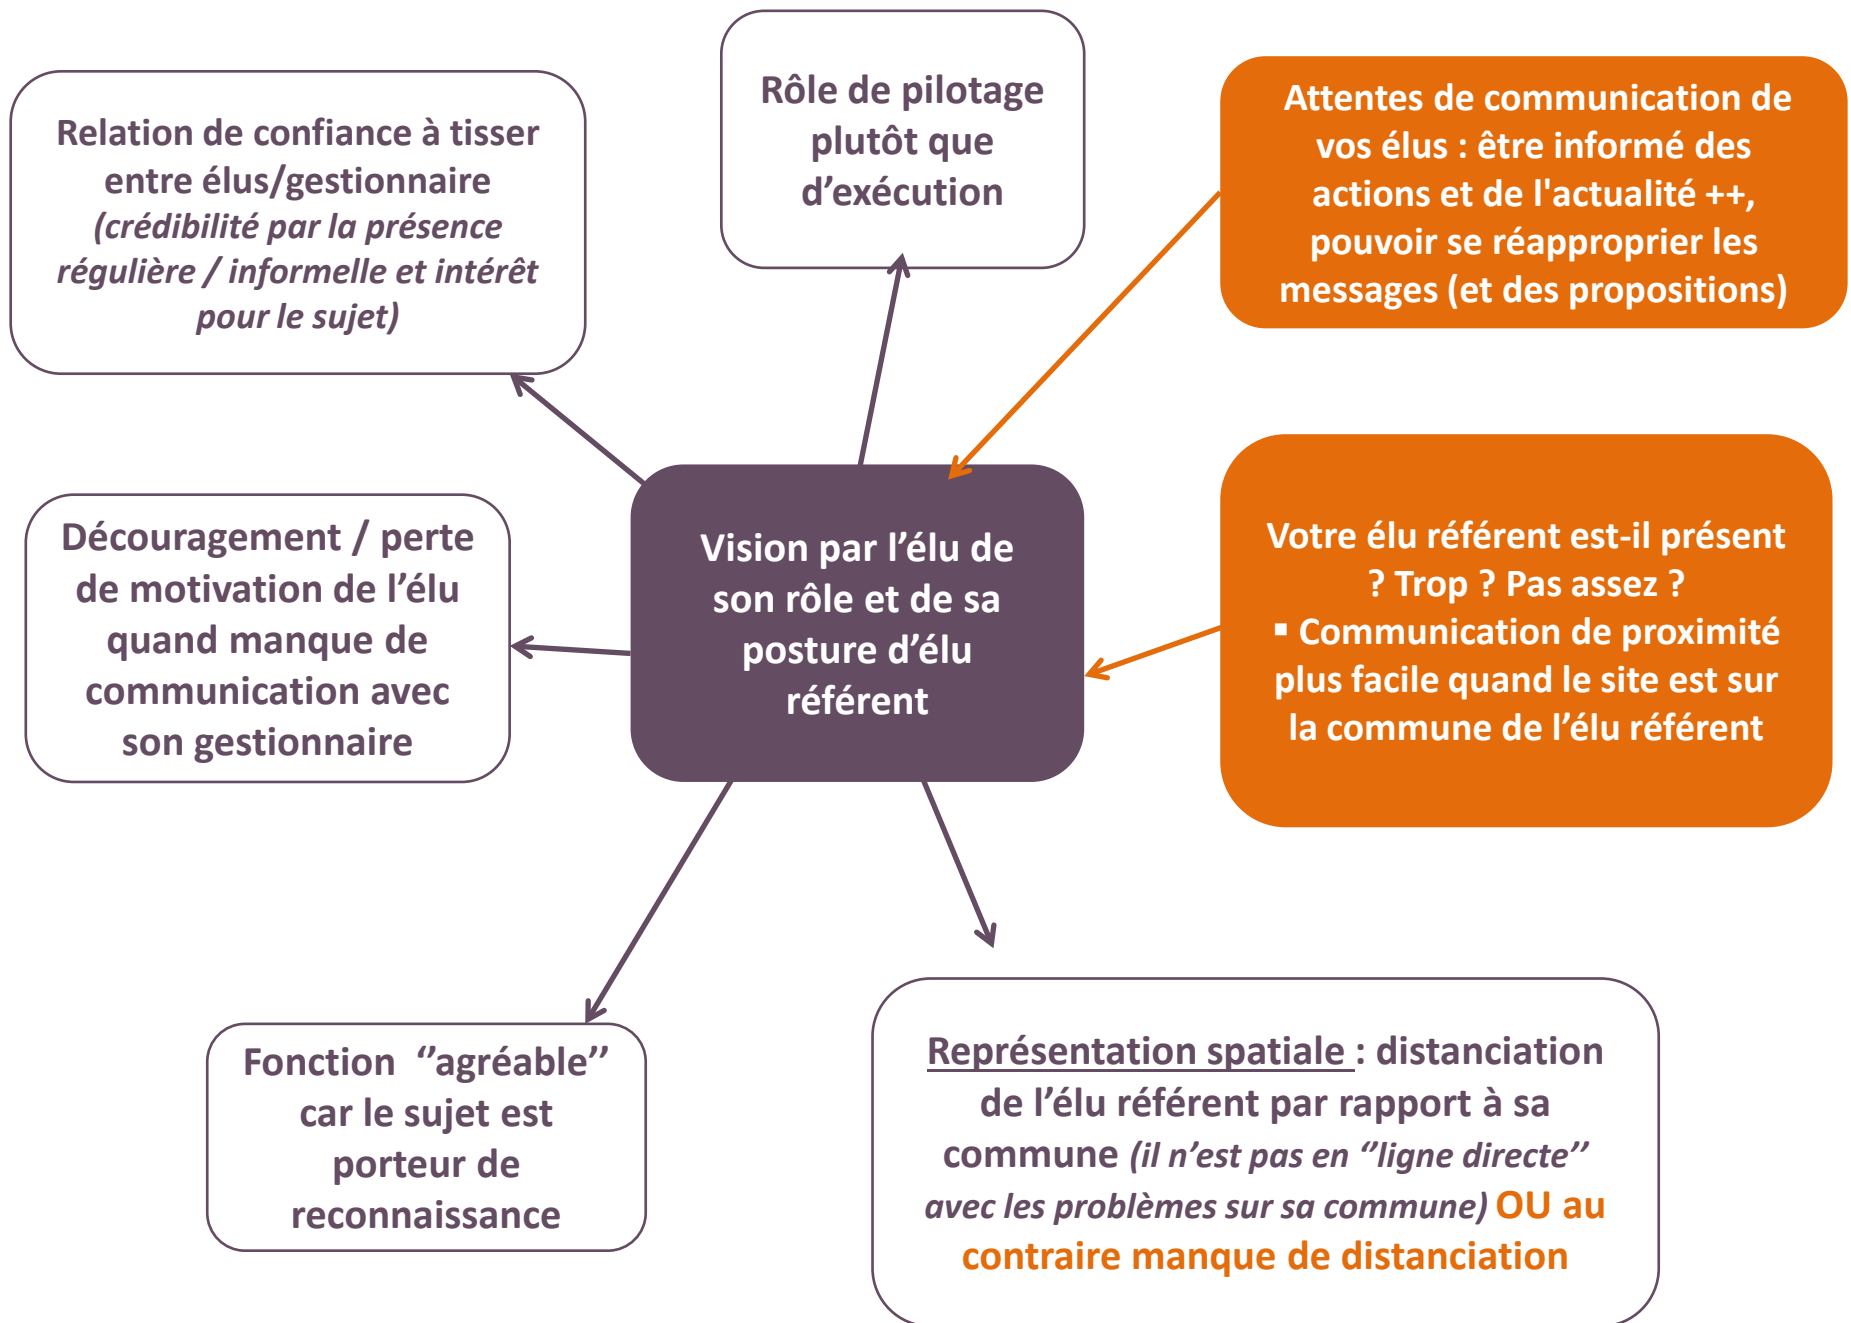 Rôle de pilotage
plutôt que
d’exécution
Relation de confiance à tisser
entre élus/gestionnaire
(crédibilité par la présence
régulière / informelle et intérêt
pour le sujet)
Attentes de communication de
vos élus : être informé des
actions et de l'actualité ++,
pouvoir se réapproprier les
messages (et des propositions)
Découragement / perte
de motivation de l’élu
quand manque de
communication avec
son gestionnaire
Vision par l’élu de
son rôle et de sa
posture d’élu
référent
Votre élu référent est-il présent
? Trop ? Pas assez ?
▪ Communication de proximité
plus facile quand le site est sur
la commune de l’élu référent
Fonction ‘’agréable’’
car le sujet est
porteur de
reconnaissance
Représentation spatiale : distanciation
de l’élu référent par rapport à sa
commune (il n’est pas en ‘’ligne directe’’
avec les problèmes sur sa commune) OU au
contraire manque de distanciation